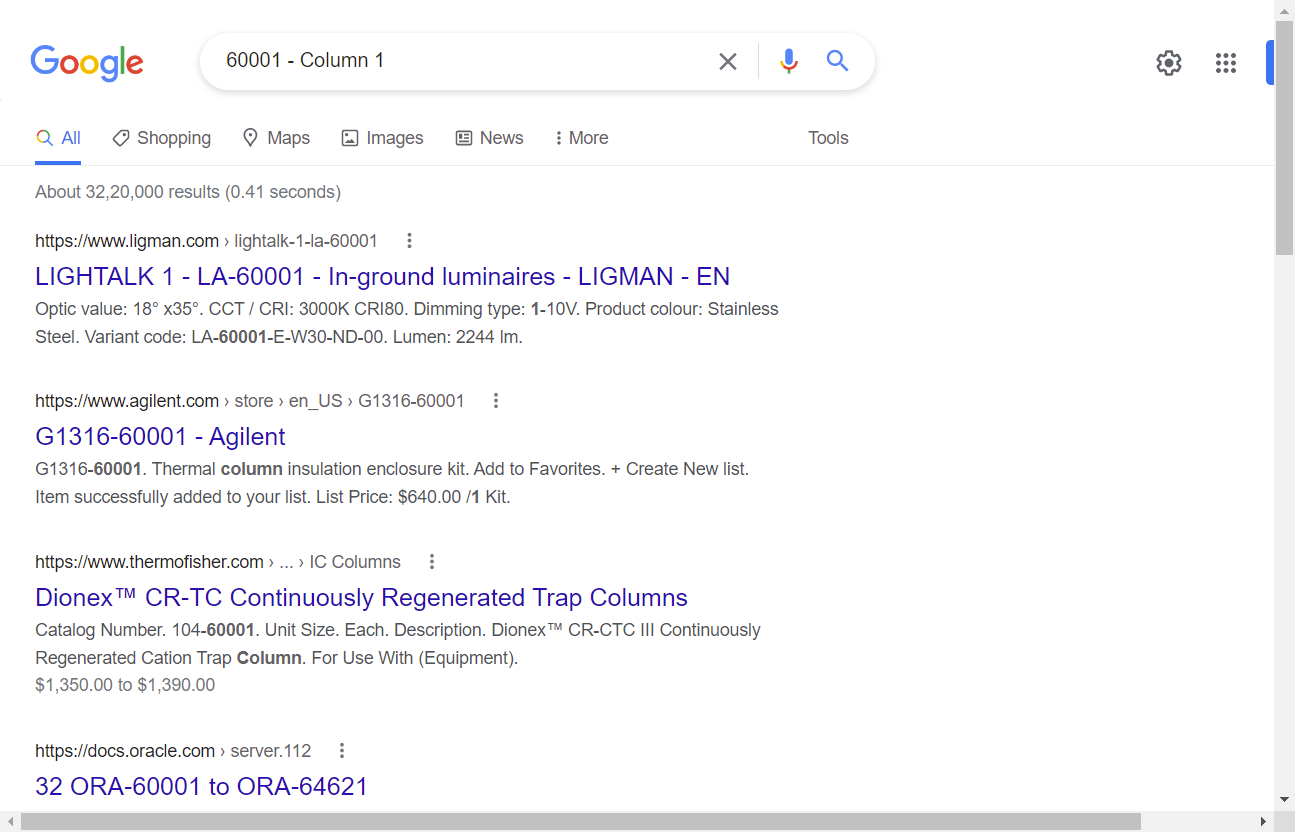 Google
60001 - Column 1
All
Shopping
Maps
Images
News
More
Tools
About 32,20,000 results (0.41 seconds)
https://www.ligman.com › lightalk-1-la-60001
LIGHTALK 1 - LA-60001 - In-ground luminaires - LIGMAN - EN
Optic value: 18° x35°. CCT / CRI: 3000K CRI80. Dimming type: 1-10V. Product colour: Stainless
Steel. Variant code: LA-60001-E-W30-ND-00. Lumen: 2244 lm.
https://www.agilent.com › store › en_US › G1316-60001
G1316-60001 - Agilent
G1316-60001. Thermal column insulation enclosure kit. Add to Favorites. + Create New list.
Item successfully added to your list. List Price: $640.00 /1 Kit.
https://www.thermofisher.com › ... › IC Columns
Dionex™ CR-TC Continuously Regenerated Trap Columns
Catalog Number. 104-60001. Unit Size. Each. Description. Dionex™ CR-CTC III Continuously
Regenerated Cation Trap Column. For Use With (Equipment).
$1,350.00 to $1,390.00
https://docs.oracle.com › server.112
32 ORA-60001 to ORA-64621